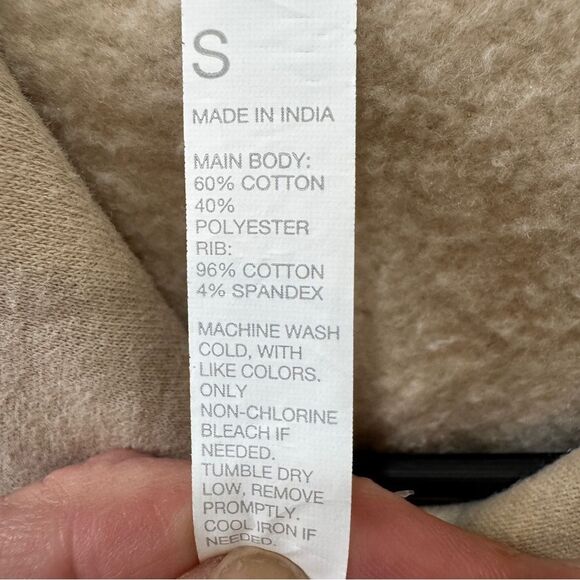 S
MADE IN INDIA
MAIN BODY:
60% COTTON
40%
POLYESTER
RIB:
96% COTTON
4% SPANDEX
MACHINE WASH
COLD, WITH
LIKE COLORS.
ONLY
NON-CHLORINE
BLEACH IF
NEEDED.
TUMBLE DRY
LOW, REMOVE
PROMPTLY.
COOL IRON IF
NEEDED.